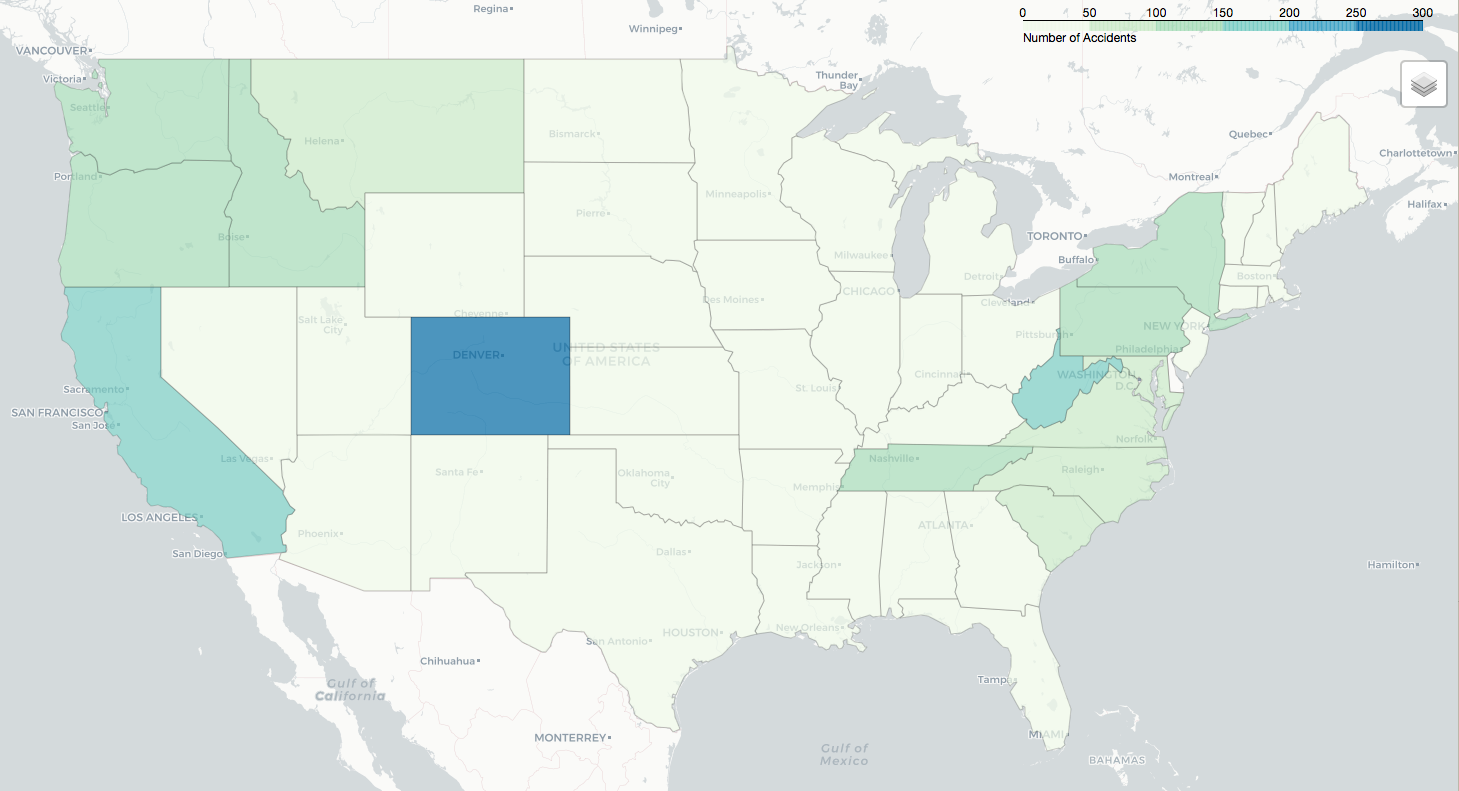 0 50 100 150 200 250 300
Number of Accidents
Regina
Winnipeg
VANCOUVER
Victoria
Thunder
Bay
Seattle
Quebec
Bismarck
Helena
Charlottetown
Portland
Montreal
Minneapolis
Halifax
Pierre
Boise
TORONTO
Milwaukee
Buffalo
Detroit
Boston
CHICAGO
Des Moines
Cleveland
Cheyenne
Salt Lake
City
NEW YORK
Pittsburgh
UNITED STATES
OF AMERICA
Philadelphia
DENVER
Cincinnati
WASHINGTON,
D.C.
Sacramento
St. Louis
SAN FRANCISCO
San José
Norfolk
Las Vegas
Nashville
Raleigh
Santa Fe
Oklahoma
City
Memphis
LOS ANGELES
ATLANTA
Phoenix
San Diego
Dallas
Jackson
Hamilton
New Orleans
HOUSTON
San Antonio
Chihuahua
Tampa
Gulf of
California
MIAMI
MONTERREY
Gulf of
Mexico
BAHAMAS